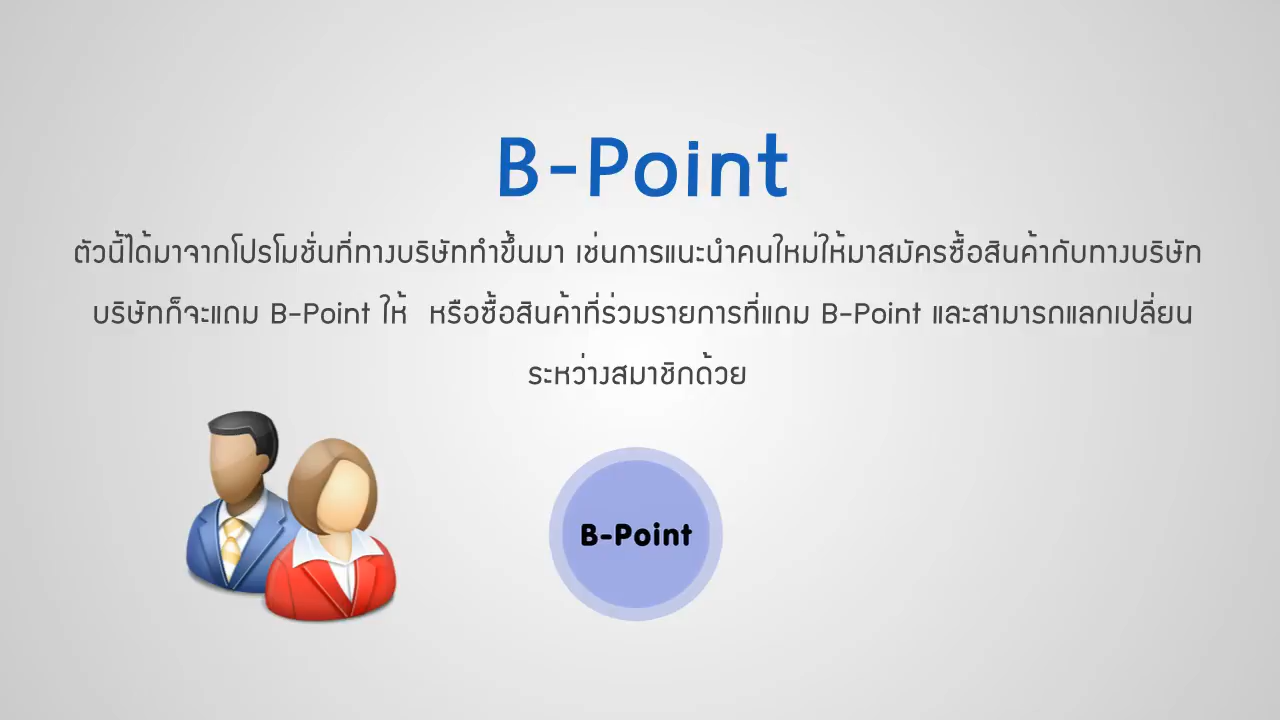 B-Point
ตัวนี้ได้มาจากโปรโมชั่นที่ทางบริษัททำขึ้นมา เช่นการแนะนำคนใหม่ให้มาสมัครซื้อสินค้ากับทางบริษัท
บริษัทก็จะแถม B-Point ให้  หรือซื้อสินค้าที่ร่วมรายการที่แถม B-Point และสามารถแลกเปลี่ยน
ระหว่างสมาชิกด้วย
B-Point